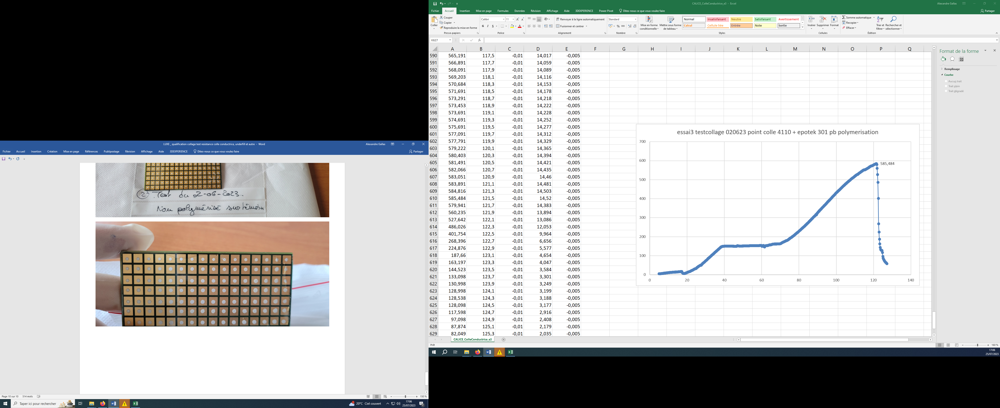 LUXE _ qualification collage test resistance colle conductrice, underfill et autre - Word
Alexandre Gallas
Fichier Accueil Insertion Création Mise en page Références Publipostage Révision Affichage Aide 3DEXPERIENCE Dites-nous ce que vous voulez faire Partager
(2) Test du 02-06-2023.
Non polymérisé sur témoin
Page 10 sur 10 514 mots
150 %
Taper ici pour rechercher
20°C Ciel couvert
17:06
25/07/2023
2
CALICE_ColleConductrice_e3 - Excel
Alexandre Gallas
Fichier Accueil Insertion Mise en page Formules Données Révision Affichage Aide 3DEXPERIENCE Power Pivot Dites-nous ce que vous voulez faire Partager
Coller
Couper
Copier
Reproduire la mise en forme
Presse-papiers
Calibri 11
G I S
Police
Renvoyer à la ligne automatiquement
Fusionner et centrer
Alignement
Standard
% 000
Nombre
Mise en forme conditionnelle
Mettre sous forme de tableau
Normal Insatisfaisant Neutre Satisfaisant Avertissement
Calcul Cellule liée Entrée Note Sortie
Styles
Insérer Supprimer Format
Cellules
Somme automatique
Recopier
Effacer
Trier et filtrer
Rechercher et sélectionner
Édition
K627 fx
A B C D E F G H I J K L M N O P Q
590 565,191 117,5 -0,01 14,017 -0,005
591 566,891 117,7 -0,01 14,059 -0,005
592 568,091 117,9 -0,01 14,089 -0,005
593 569,203 118,1 -0,01 14,116 -0,005
594 570,684 118,3 -0,01 14,153 -0,005
595 571,691 118,5 -0,01 14,178 -0,005
596 573,291 118,7 -0,01 14,218 -0,005
597 573,453 118,9 -0,01 14,222 -0,005
598 573,691 119,1 -0,01 14,228 -0,005
599 574,691 119,3 -0,01 14,252 -0,005
600 575,691 119,5 -0,01 14,277 -0,005
601 577,091 119,7 -0,01 14,312 -0,005
602 577,791 119,9 -0,01 14,329 -0,005
603 579,222 120,1 -0,01 14,365 -0,005
604 580,403 120,3 -0,01 14,394 -0,005
605 581,491 120,5 -0,01 14,421 -0,005
606 582,066 120,7 -0,01 14,435 -0,005
607 583,051 120,9 -0,01 14,46 -0,005
608 583,891 121,1 -0,01 14,481 -0,005
609 584,816 121,3 -0,01 14,503 -0,005
610 585,484 121,5 -0,01 14,52 -0,005
611 579,941 121,7 -0,01 14,383 -0,005
612 560,235 121,9 -0,01 13,894 -0,005
613 527,642 122,1 -0,01 13,086 -0,005
614 486,026 122,3 -0,01 12,053 -0,005
615 401,754 122,5 -0,01 9,964 -0,005
616 268,396 122,7 -0,01 6,656 -0,005
617 224,876 122,9 -0,01 5,577 -0,005
618 187,66 123,1 -0,01 4,654 -0,005
619 163,197 123,3 -0,01 4,047 -0,005
620 144,523 123,5 -0,01 3,584 -0,005
621 133,098 123,7 -0,01 3,301 -0,005
622 130,998 123,9 -0,01 3,249 -0,005
623 128,998 124,1 -0,01 3,199 -0,005
624 128,538 124,3 -0,01 3,188 -0,005
625 128,098 124,5 -0,01 3,177 -0,005
626 117,598 124,7 -0,01 2,916 -0,005
627 97,098 124,9 -0,01 2,408 -0,005
628 87,874 125,1 -0,01 2,179 -0,005
629 82,049 125,3 -0,01 2,035 -0,005
essai3 testcollage 020623 point colle 4110 + epotek 301 pb polymerisation
700
600
500
400
300
200
100
0
0 20 40 60 80 100 120 140
585,484
Format de la forme
Remplissage
Courbe
Aucun trait
Trait plein
Trait dégradé
CALICE_ColleConductrice_e3
Prêt
160 %
17:06
25/07/2023